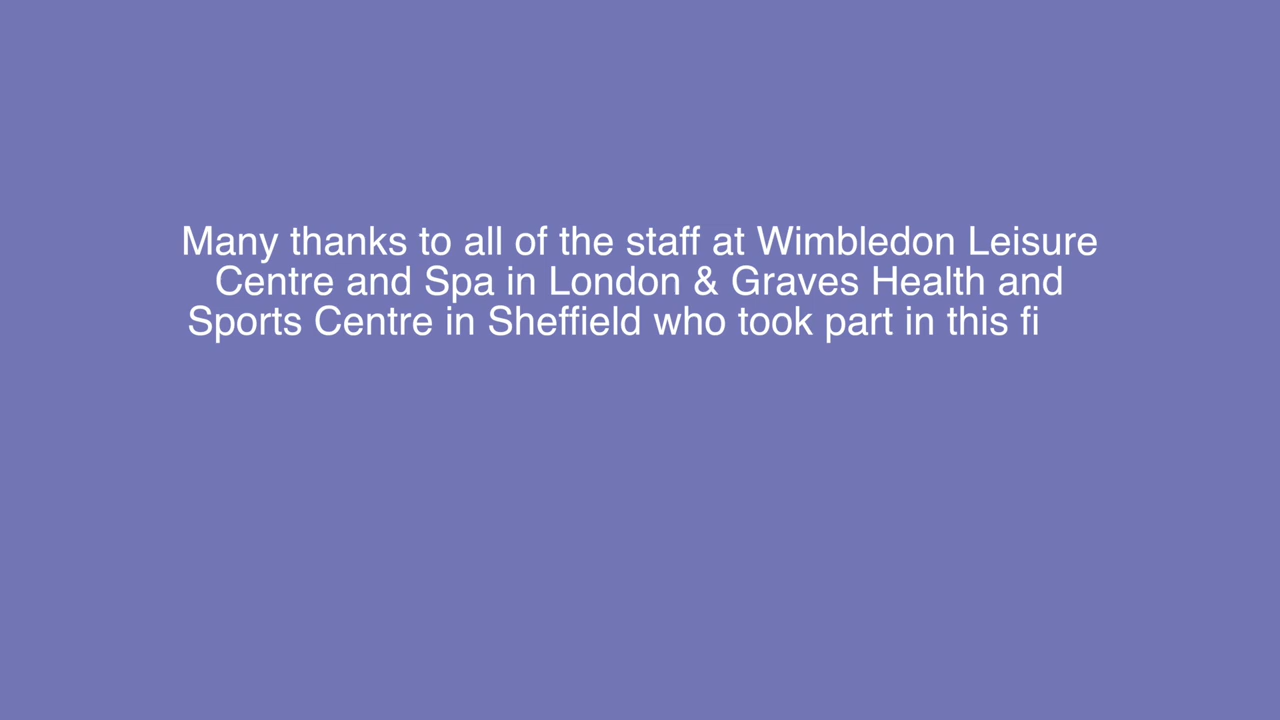 Many thanks to all of the staff at Wimbledon Leisure
Centre and Spa in London & Graves Health and
Sports Centre in Sheffield who took part in this fi